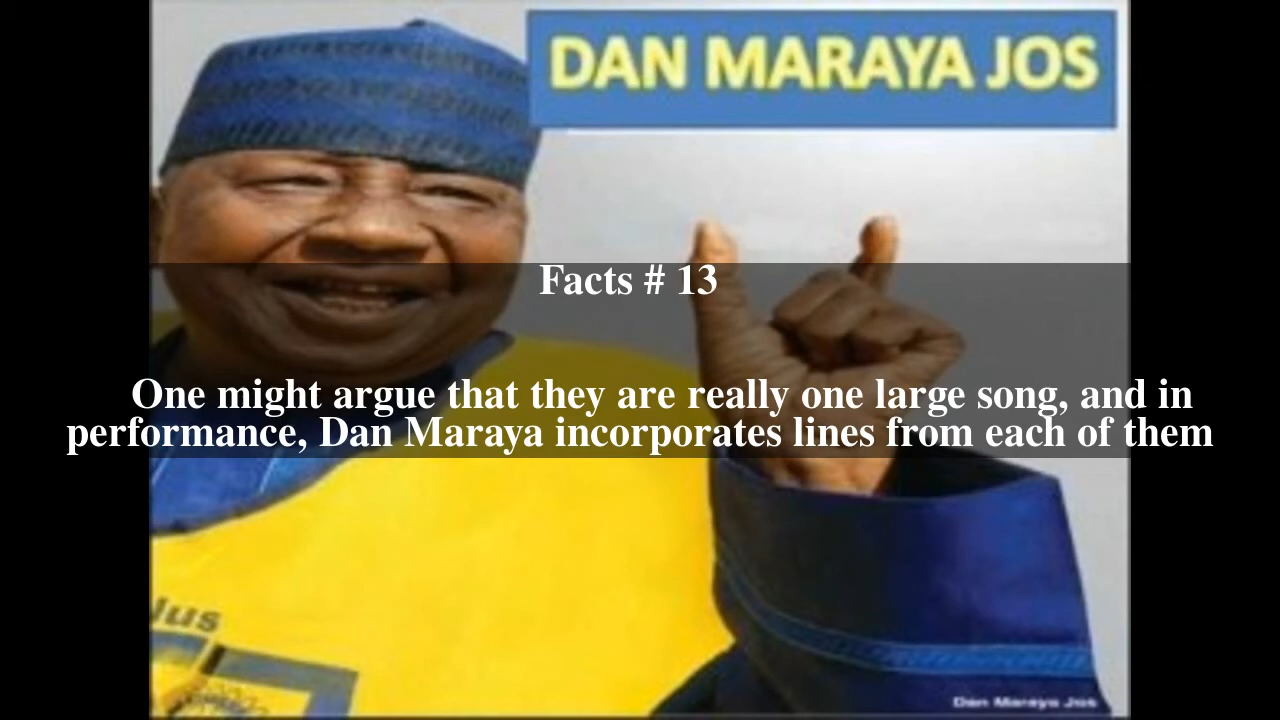 DAN MARAYA JOS
Facts # 13
One might argue that they are really one large song, and in
performance, Dan Maraya incorporates lines from each of them
lus
Dan Maraya Jos